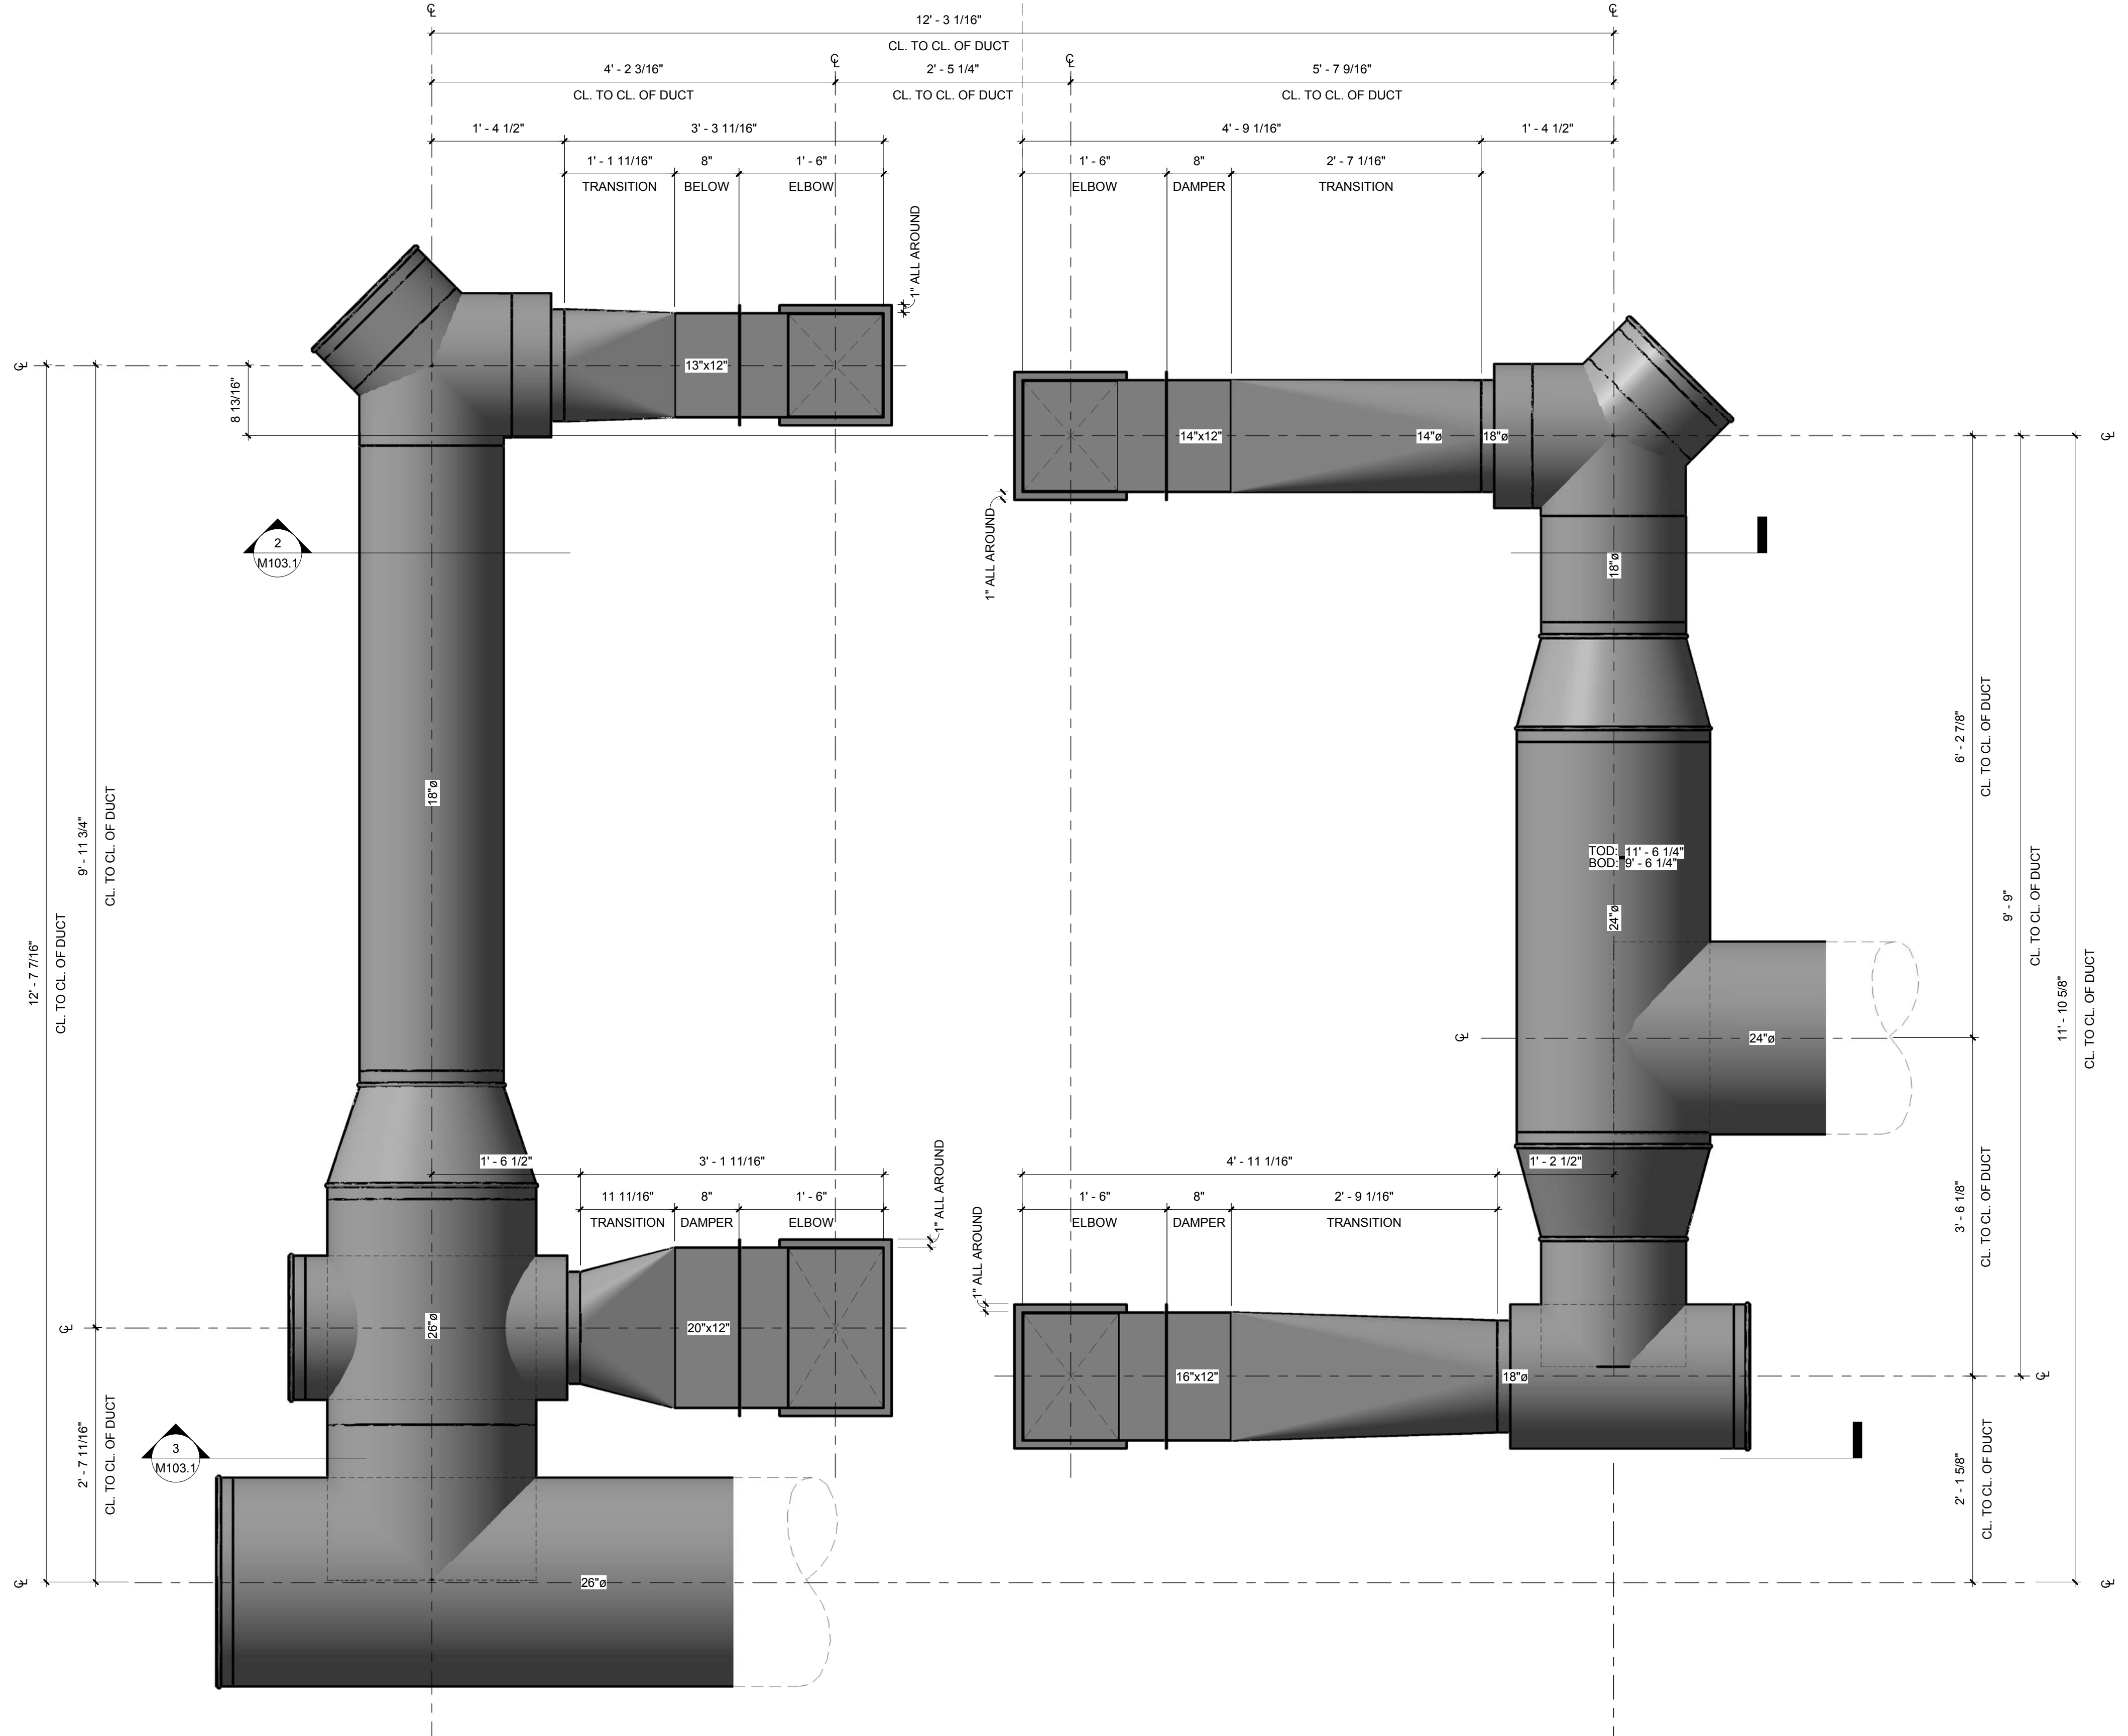 ℄
℄
12' - 3 1/16"
CL. TO CL. OF DUCT
℄
℄
4' - 2 3/16"
2' - 5 1/4"
5' - 7 9/16"
CL. TO CL. OF DUCT
CL. TO CL. OF DUCT
CL. TO CL. OF DUCT
1' - 4 1/2"
3' - 3 11/16"
4' - 9 1/16"
1' - 4 1/2"
1' - 1 11/16"
8"
1' - 6"
1' - 6"
8"
2' - 7 1/16"
TRANSITION
BELOW
ELBOW
ELBOW
DAMPER
TRANSITION
1" ALL AROUND
℄
13"x12"
8 13/16"
14"x12"
14"ø
18"ø
℄
1" ALL AROUND
2
M103.1
18"ø
18"ø
6' - 2 7/8"
CL. TO CL. OF DUCT
9' - 11 3/4"
CL. TO CL. OF DUCT
TOD: 11' - 6 1/4"
BOD: 9' - 6 1/4"
24"ø
9' - 9"
CL. TO CL. OF DUCT
12' - 7 7/16"
CL. TO CL. OF DUCT
11' - 10 5/8"
CL. TO CL. OF DUCT
℄
24"ø
1' - 6 1/2"
3' - 1 11/16"
4' - 11 1/16"
1' - 2 1/2"
11 11/16"
8"
1' - 6"
1' - 6"
8"
2' - 9 1/16"
TRANSITION
DAMPER
ELBOW
ELBOW
DAMPER
TRANSITION
1" ALL AROUND
1" ALL AROUND
3' - 6 1/8"
CL. TO CL. OF DUCT
℄
26"ø
20"x12"
16"x12"
18"ø
℄
2' - 7 11/16"
CL. TO CL. OF DUCT
3
M103.1
2' - 1 5/8"
CL. TO CL. OF DUCT
℄
26"ø
℄